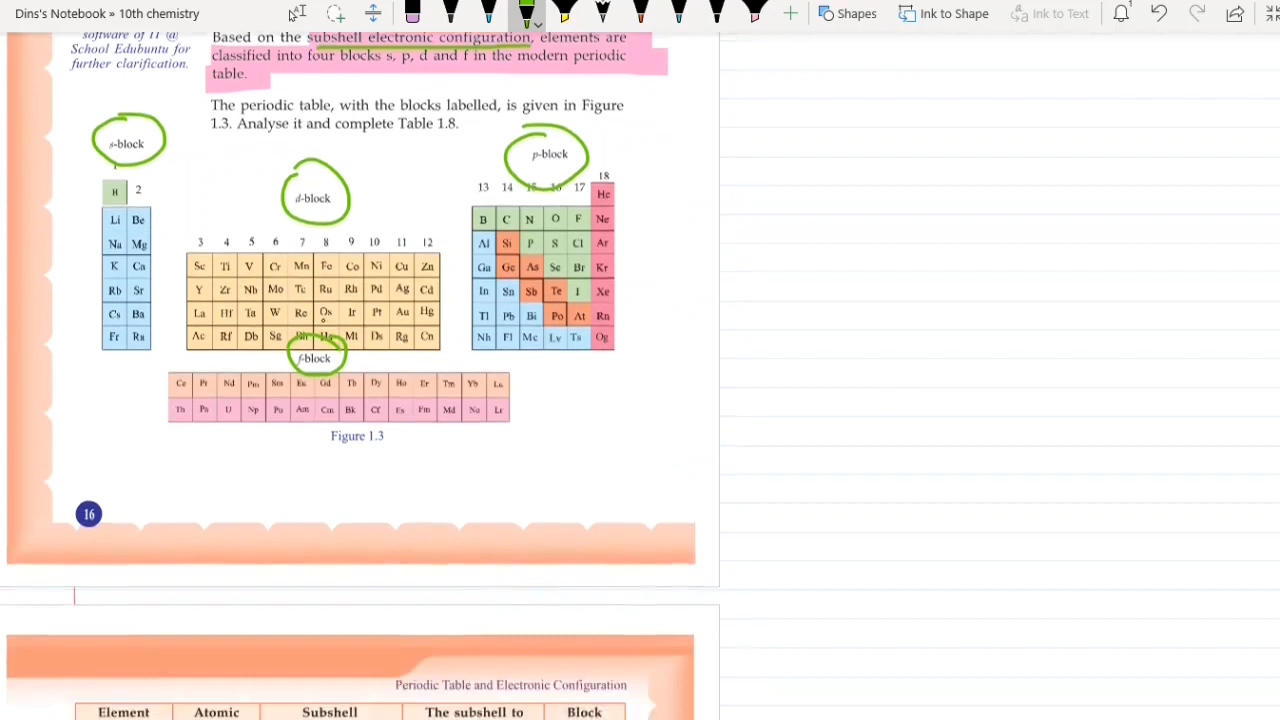 Dins's Notebook » 10th chemistry
Shapes
Ink to Shape
Ink to Text
software of IT @
School Edubuntu for
further clarification.
Based on the subshell electronic configuration, elements are
classified into four blocks s, p, d and f in the modern periodic
table.
The periodic table, with the blocks labelled, is given in Figure
1.3. Analyse it and complete Table 1.8.
s-block
d-block
p-block
1
2
H
Li Be
Na Mg
K Ca
Rb Sr
Cs Ba
Fr Ra
3 4 5 6 7 8 9 10 11 12
Sc Ti V Cr Mn Fe Co Ni Cu Zn
Y Zr Nb Mo Tc Ru Rh Pd Ag Cd
La Hf Ta W Re Os Ir Pt Au Hg
Ac Rf Db Sg Bh Hs Mt Ds Rg Cn
13 14 15 16 17 18
He
B C N O F Ne
Al Si P S Cl Ar
Ga Ge As Se Br Kr
In Sn Sb Te I Xe
Tl Pb Bi Po At Rn
Nh Fl Mc Lv Ts Og
f-block
Ce Pr Nd Pm Sm Eu Gd Tb Dy Ho Er Tm Yb Lu
Th Pa U Np Pu Am Cm Bk Cf Es Fm Md No Lr
Figure 1.3
16
Periodic Table and Electronic Configuration
Element Atomic Subshell The subshell to Block